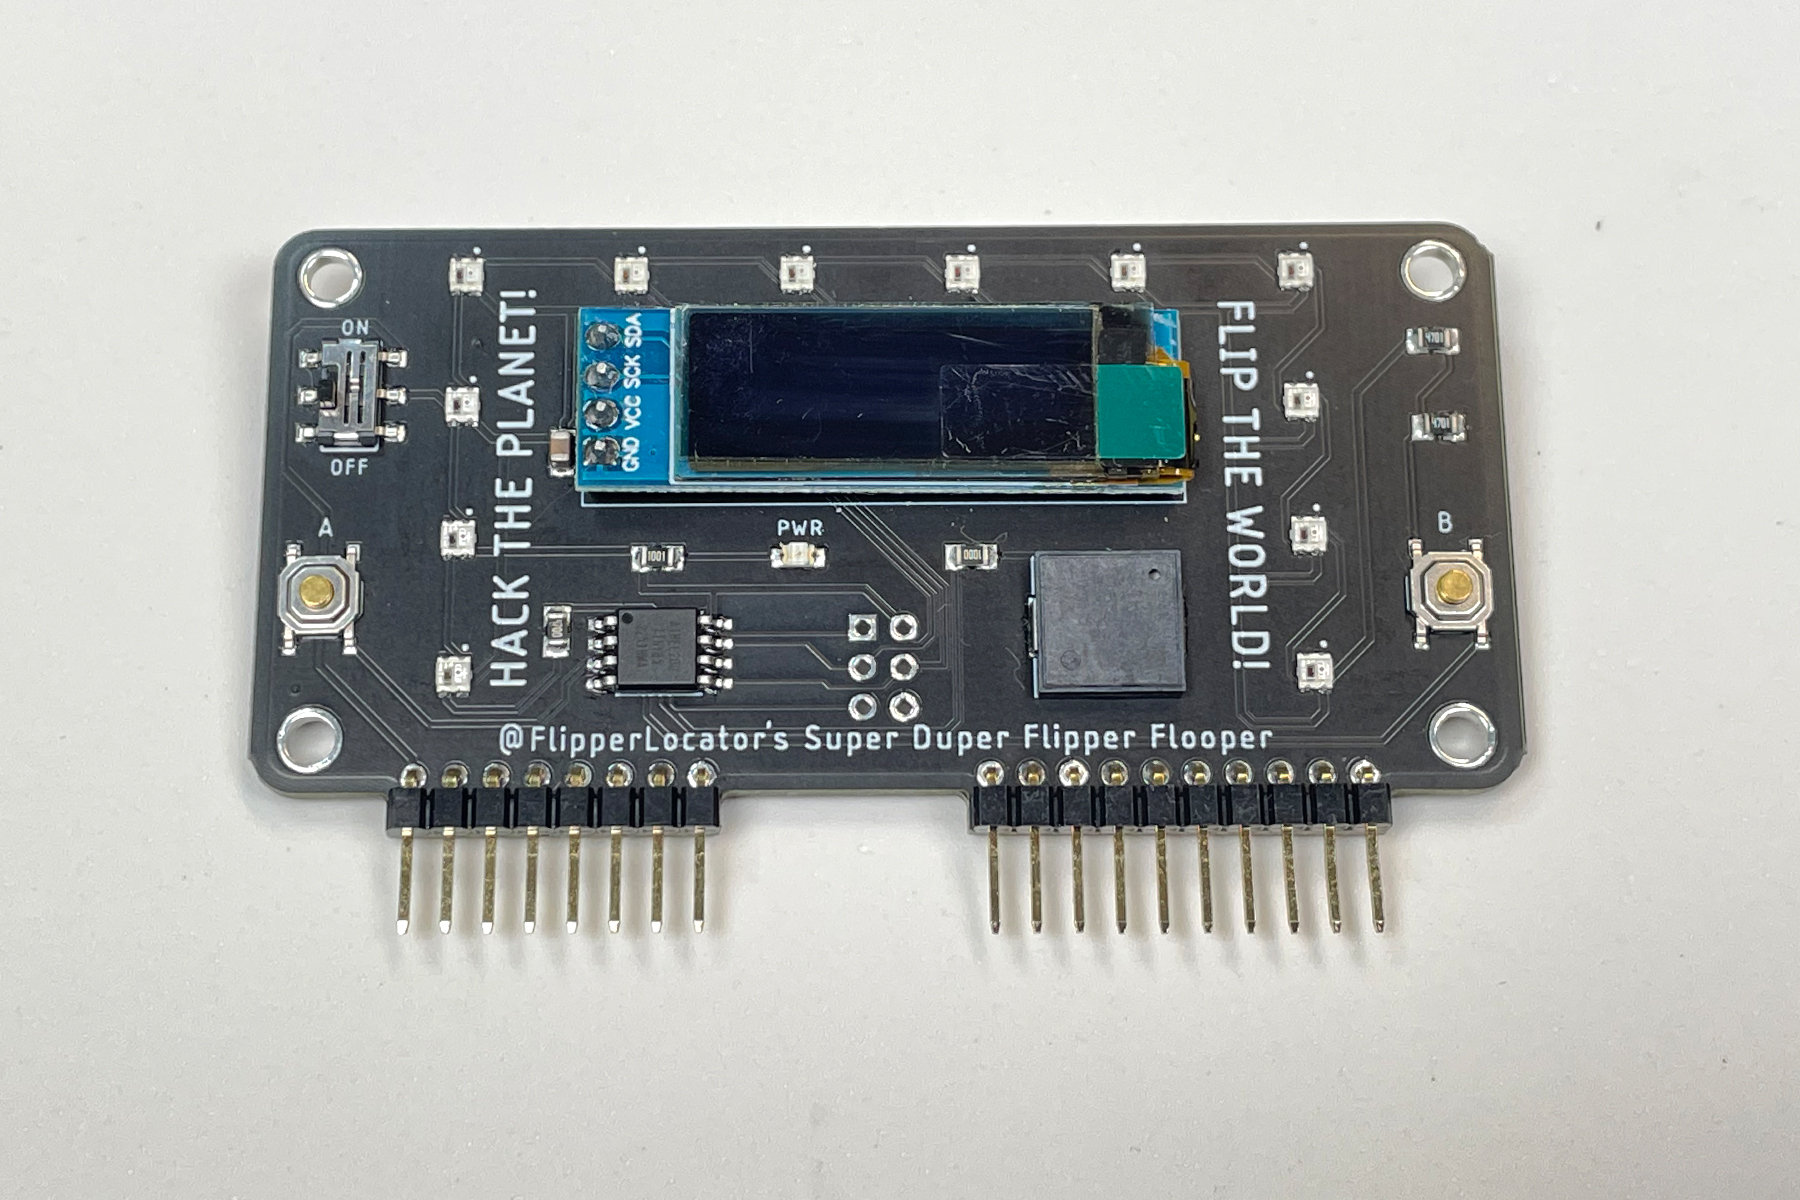 ON
OFF
A
HACK THE PLANET!
SDA
SCK
VCC
GND
FLIP THE WORLD!
4701
4701
B
PWR
1001
@FlipperLocator's Super Duper Flipper Flooper